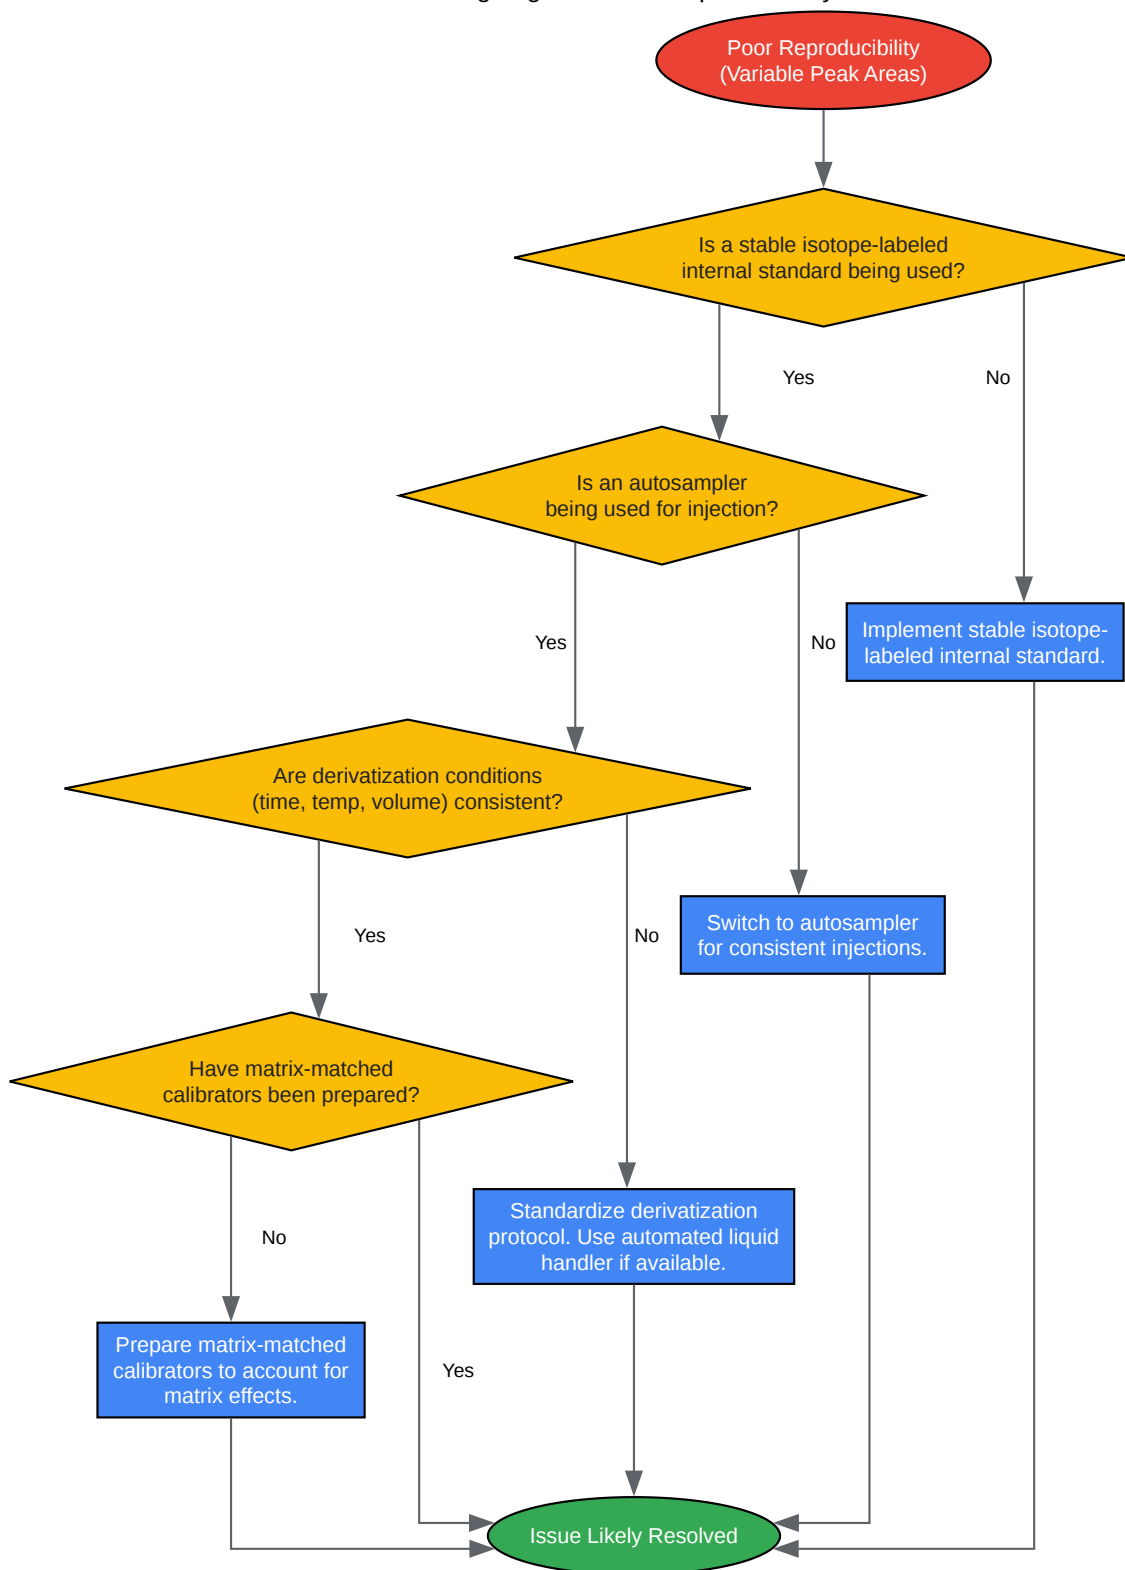 Poor Reproducibility
(Variable Peak Areas)
Is a stable isotope-labeled
internal standard being used?
Yes
No
Is an autosampler
being used for injection?
Yes
No
Implement stable isotope-
labeled internal standard.
Are derivatization conditions
(time, temp, volume) consistent?
Yes
No
Switch to autosampler
for consistent injections.
Have matrix-matched
calibrators been prepared?
No
Standardize derivatization
protocol. Use automated liquid
handler if available.
Prepare matrix-matched
calibrators to account for
matrix effects.
Yes
Issue Likely Resolved